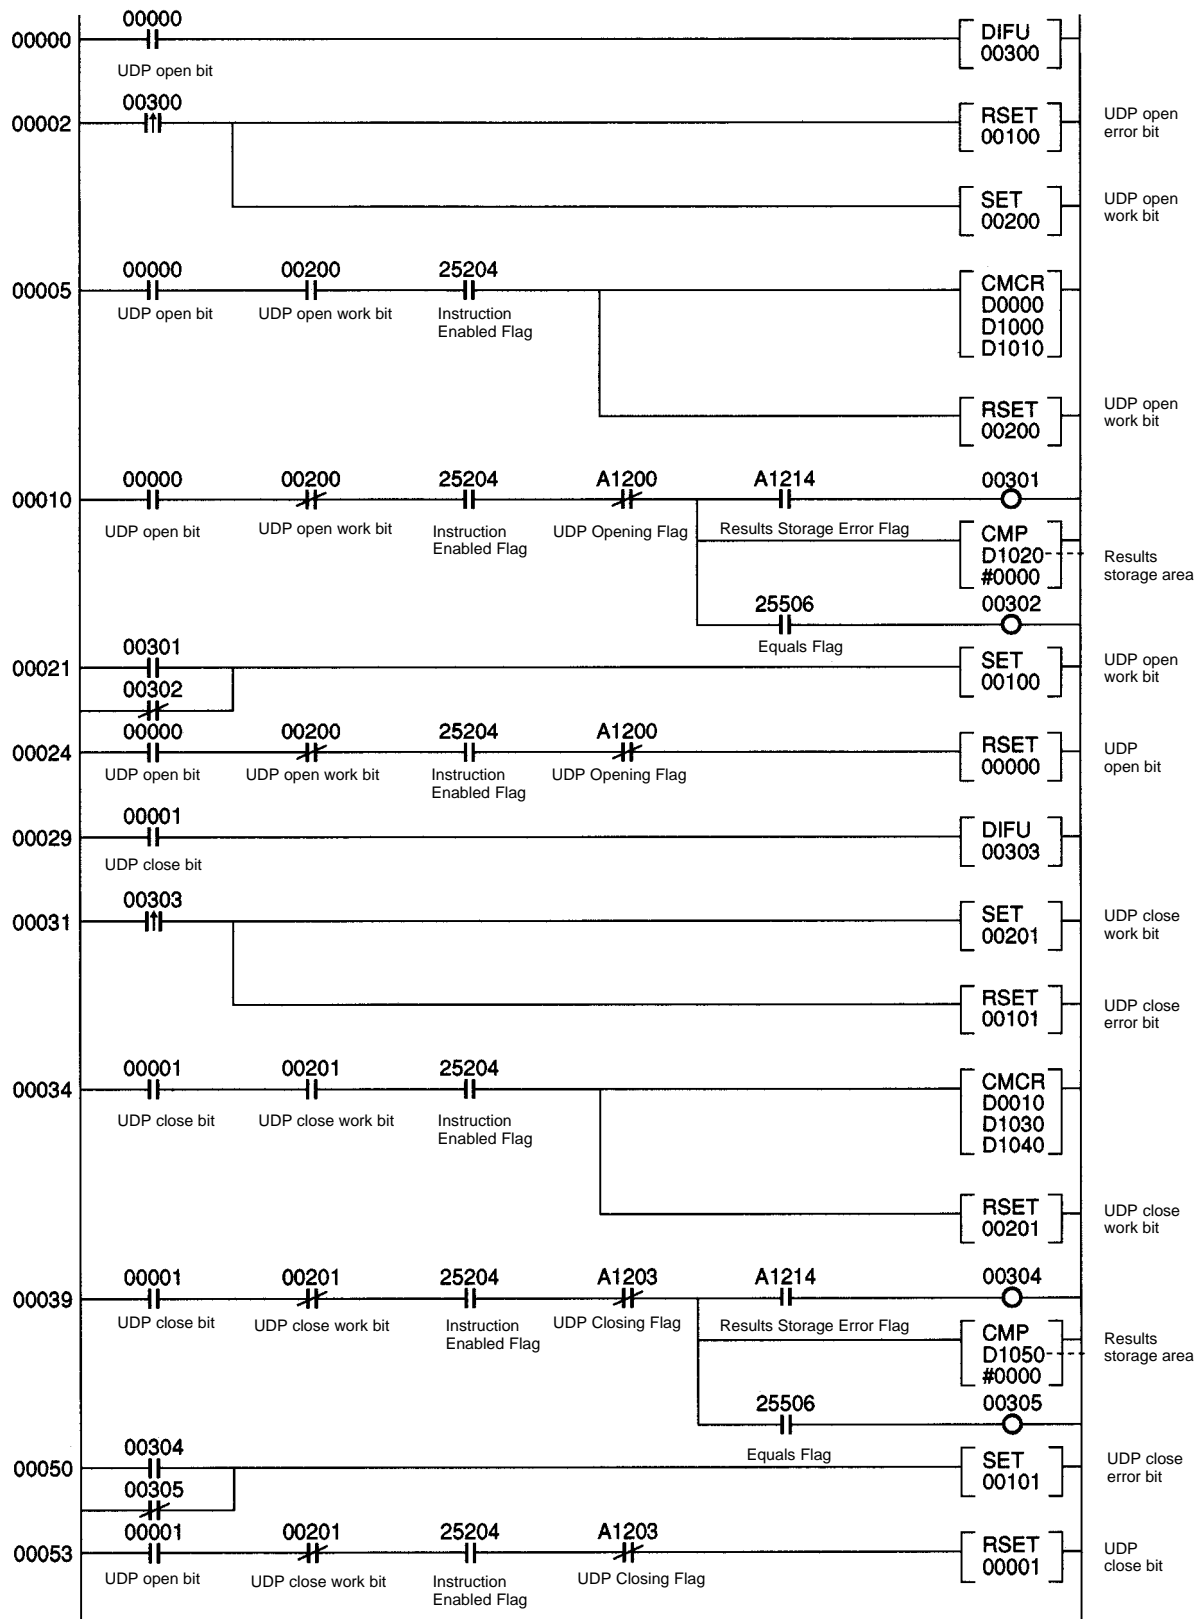 00000
00000
DIFU
00300
UDP open bit
00300
00002
RSET
00100
UDP open
error bit
SET
00200
UDP open
work bit
00000 00200 25204
00005
CMCR
D0000
D1000
D1010
UDP open bit UDP open work bit Instruction
Enabled Flag
RSET
00200
UDP open
work bit
00000 00200 25204 A1200 A1214 00301
00010
UDP open bit UDP open work bit Instruction
Enabled Flag
UDP Opening Flag Results Storage Error Flag
CMP
D1020
#0000
Results
storage area
25506 00302
Equals Flag
00301
00021
SET
00100
UDP open
work bit
00302
00000 00200 25204 A1200
00024
RSET
00000
UDP
open bit
UDP open bit UDP open work bit Instruction
Enabled Flag
UDP Opening Flag
00001
00029
DIFU
00303
UDP close bit
00303
00031
SET
00201
UDP close
work bit
RSET
00101
UDP close
error bit
00001 00201 25204
00034
CMCR
D0010
D1030
D1040
UDP close bit UDP close work bit Instruction
Enabled Flag
RSET
00201
UDP close
work bit
00001 00201 25204 A1203 A1214 00304
00039
UDP close bit UDP close work bit Instruction
Enabled Flag
UDP Closing Flag Results Storage Error Flag
CMP
D1050
#0000
Results
storage area
25506 00305
Equals Flag
00304
00050
SET
00101
UDP close
error bit
00305
00001 00201 25204 A1203
00053
RSET
00001
UDP
close bit
UDP open bit UDP close work bit Instruction
Enabled Flag
UDP Closing Flag